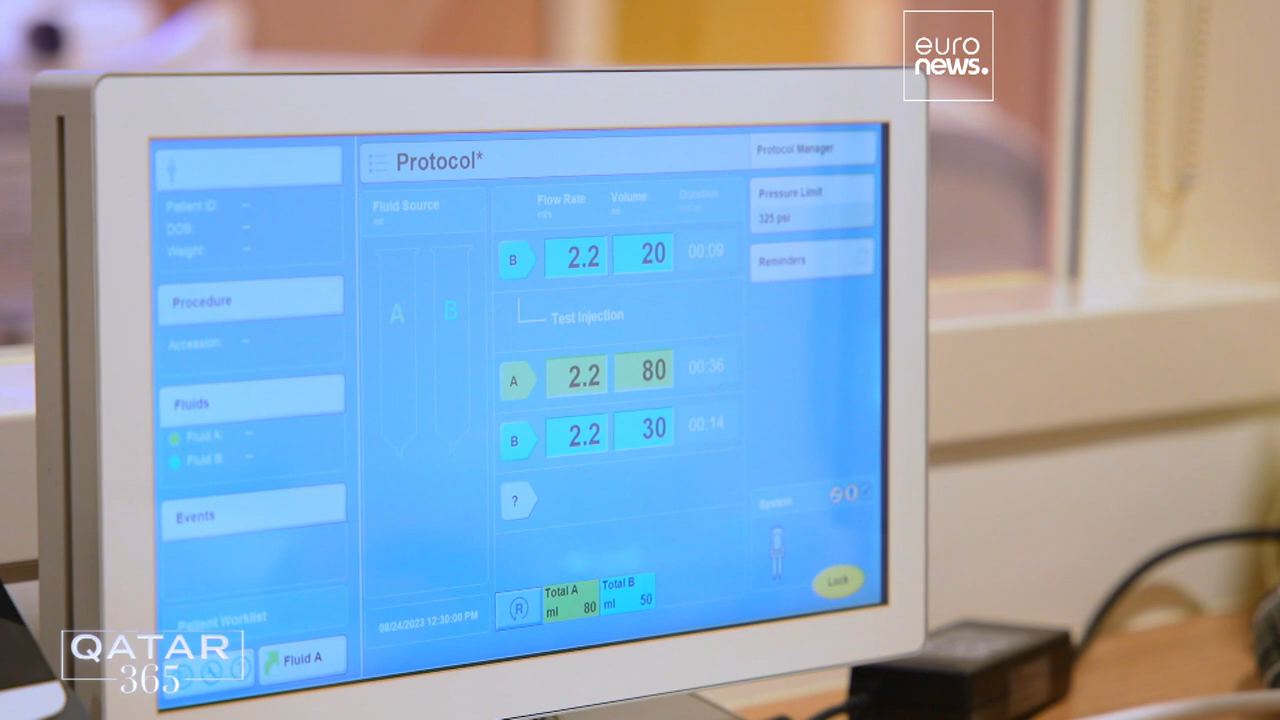 euro
news.
Protocol*
Protocol Manager
Patient ID: --
DOB: --
Weight: --
Fluid Source
ml
Flow Rate
ml/s
Volume
ml
Duration
Pressure Limit
325 psi
B 2.2 20 00:09
Reminders
Procedure
A B
Test Injection
Accession: --
A 2.2 80 00:36
Fluids
Fluid A: --
B 2.2 30 00:14
Fluid B: --
?
System
Events
Lock
Total A
ml 80
Total B
ml 50
R
Patient Worklist
08/24/2023 12:30:00 PM
Fluid A
QATAR
365